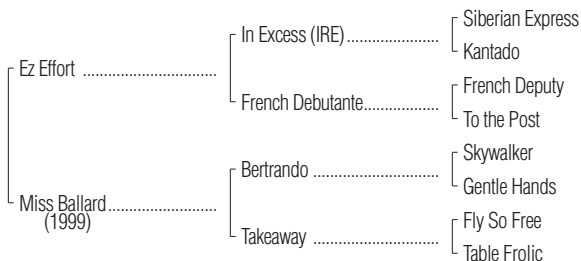 Siberian Express
In Excess (IRE)
Kantado
Ez Effort
French Deputy
French Debutante
To the Post
Skywalker
Bertrando
Gentle Hands
Miss Ballard
(1999)
Fly So Free
Takeaway
Table Frolic